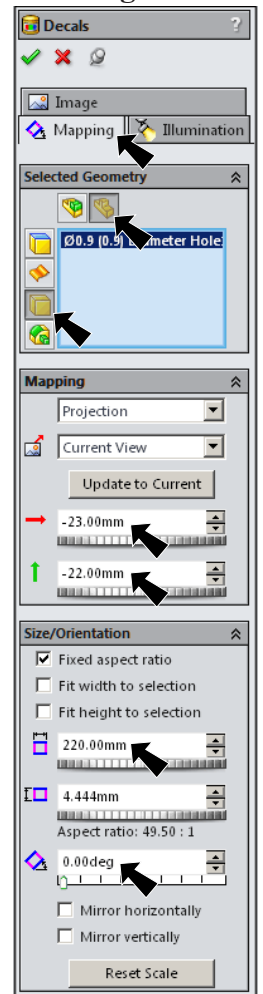 Decals ?
Image
Mapping Illumination
Selected Geometry
Ø0.9 (0.9) Diameter Hole
Mapping
Projection
Current View
Update to Current
-23.00mm
-22.00mm
Size/Orientation
Fixed aspect ratio
Fit width to selection
Fit height to selection
220.00mm
4.444mm
Aspect ratio: 49.50 : 1
0.00deg
Mirror horizontally
Mirror vertically
Reset Scale